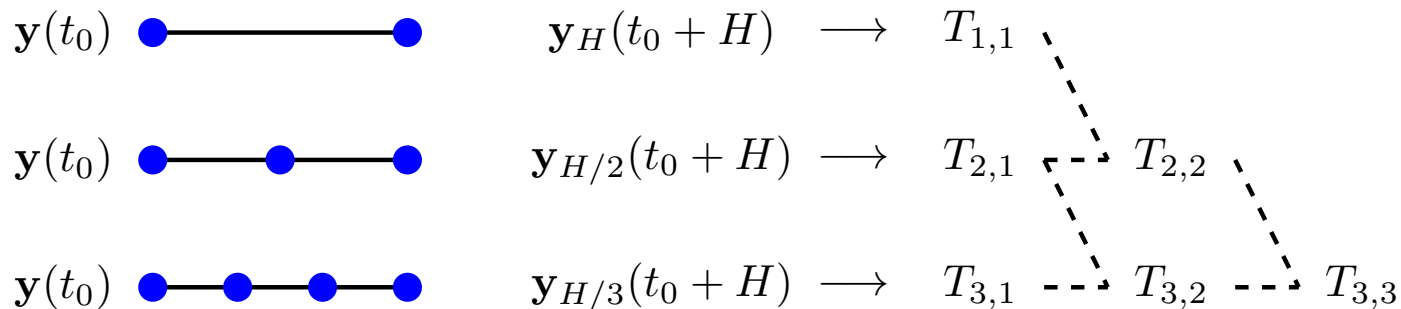 y(t₀) y_H(t₀ + H) ⟶ T₁,₁
y(t₀) y_{H/2}(t₀ + H) ⟶ T₂,₁ T₂,₂
y(t₀) y_{H/3}(t₀ + H) ⟶ T₃,₁ T₃,₂ T₃,₃